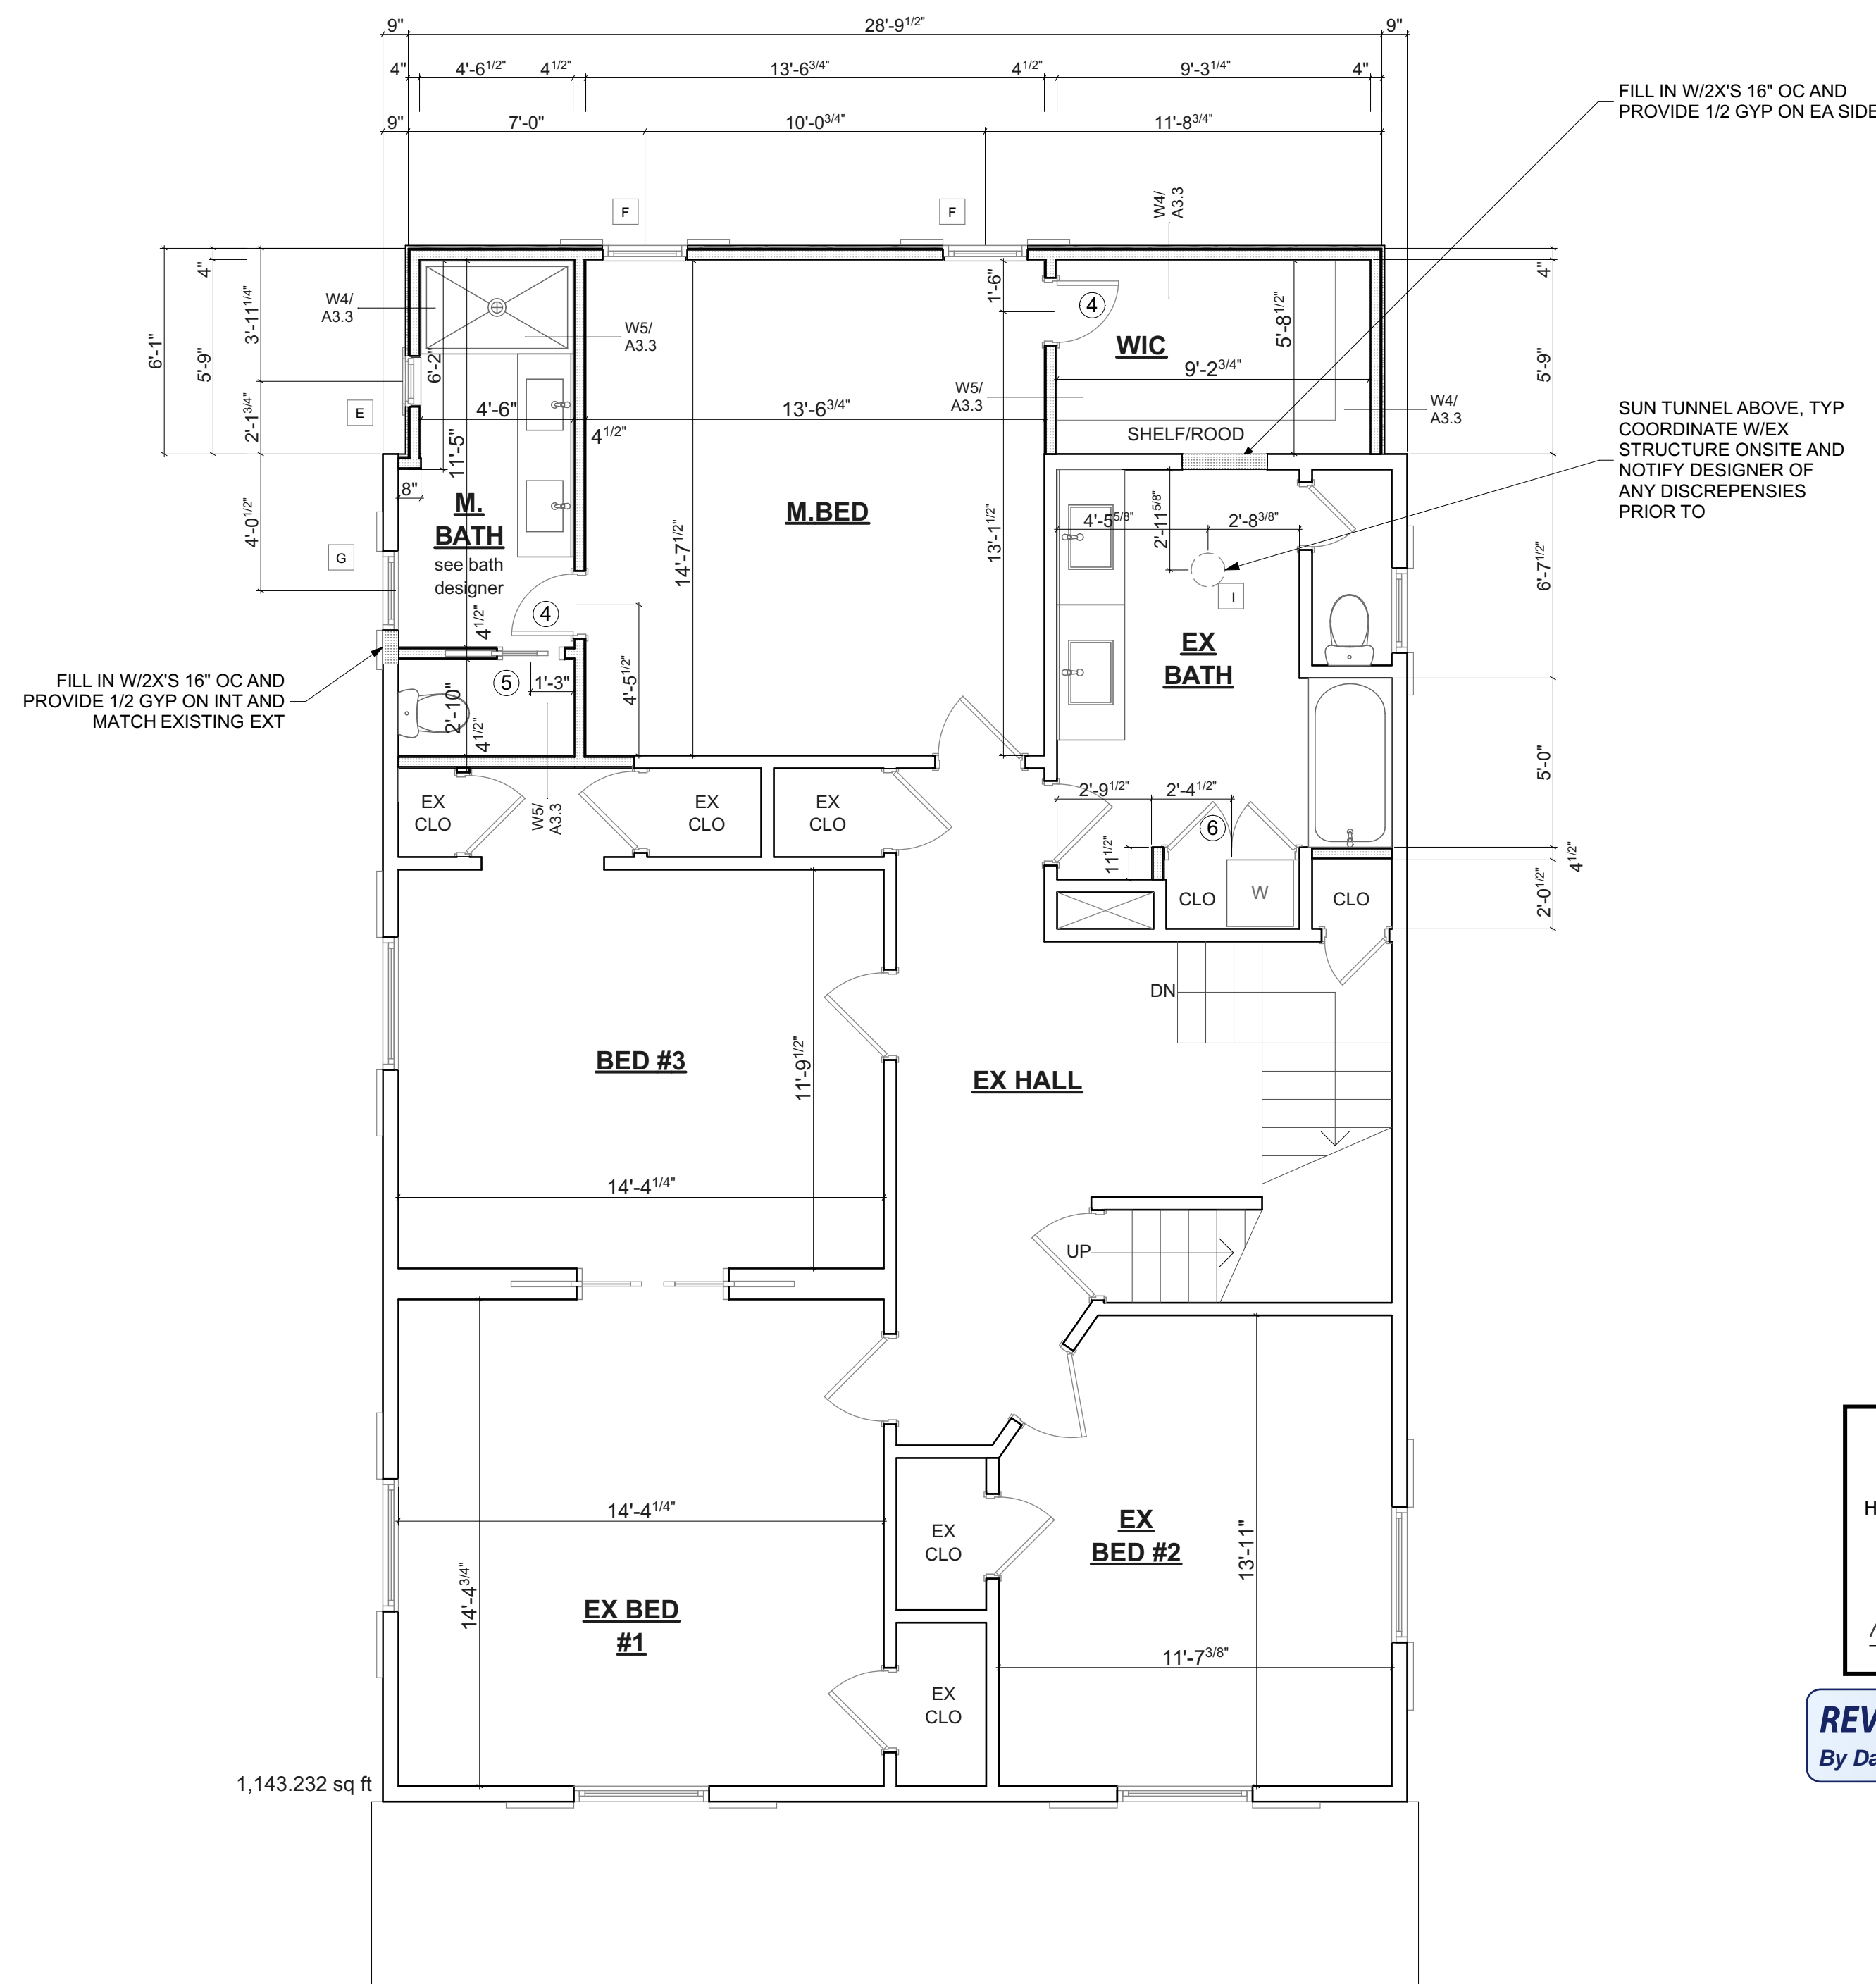 9" 28'-9 1/2" 9"
4" 4'-6 1/2" 4 1/2" 13'-6 3/4" 4 1/2" 9'-3 1/4" 4"
9" 7'-0" 10'-0 3/4" 11'-8 3/4"
FILL IN W/2X'S 16" OC AND
PROVIDE 1/2 GYP ON EA SIDE
F F
W4/
A3.3
6'-1"
5'-9"
4"
3'-11 1/4"
2'-1 3/4"
4'-0 1/2"
W4/
A3.3
E
G
6'-2"
11'-5"
8"
4'-6"
4 1/2"
W5/
A3.3
M.
BATH
see bath
designer
4
4 1/2"
5
1'-3"
2'-10"
4 1/2"
W5/
A3.3
FILL IN W/2X'S 16" OC AND
PROVIDE 1/2 GYP ON INT AND
MATCH EXISTING EXT
13'-6 3/4"
M.BED
14'-7 1/2"
4'-5 1/2"
1'-6"
13'-1 1/2"
4
WIC
5'-8 1/2"
9'-2 3/4"
W5/
A3.3
SHELF/ROOD
W4/
A3.3
4"
5'-9"
6'-7 1/2"
5'-0"
4 1/2"
2'-0 1/2"
SUN TUNNEL ABOVE, TYP
COORDINATE W/EX
STRUCTURE ONSITE AND
NOTIFY DESIGNER OF
ANY DISCREPENSIES
PRIOR TO
4'-5 5/8"
2'-11 5/8"
2'-8 3/8"
I
EX
BATH
2'-9 1/2"
2'-4 1/2"
6
11 1/2"
CLO
W
CLO
EX
CLO
EX
CLO
EX
CLO
DN
BED #3
11'-9 1/2"
14'-4 1/4"
EX HALL
UP
14'-4 1/4"
14'-4 3/4"
EX BED
#1
EX
CLO
EX
CLO
EX
BED #2
13'-11"
11'-7 3/8"
1,143.232 sq ft
H
REV
By Da